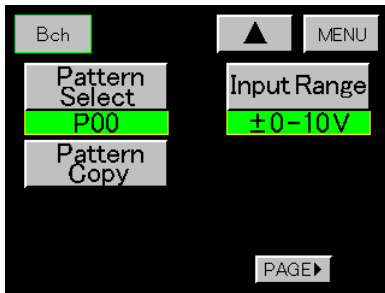 Bch
▲
MENU
Pattern
Select
P00
Input Range
±0-10V
Pattern
Copy
PAGE▶